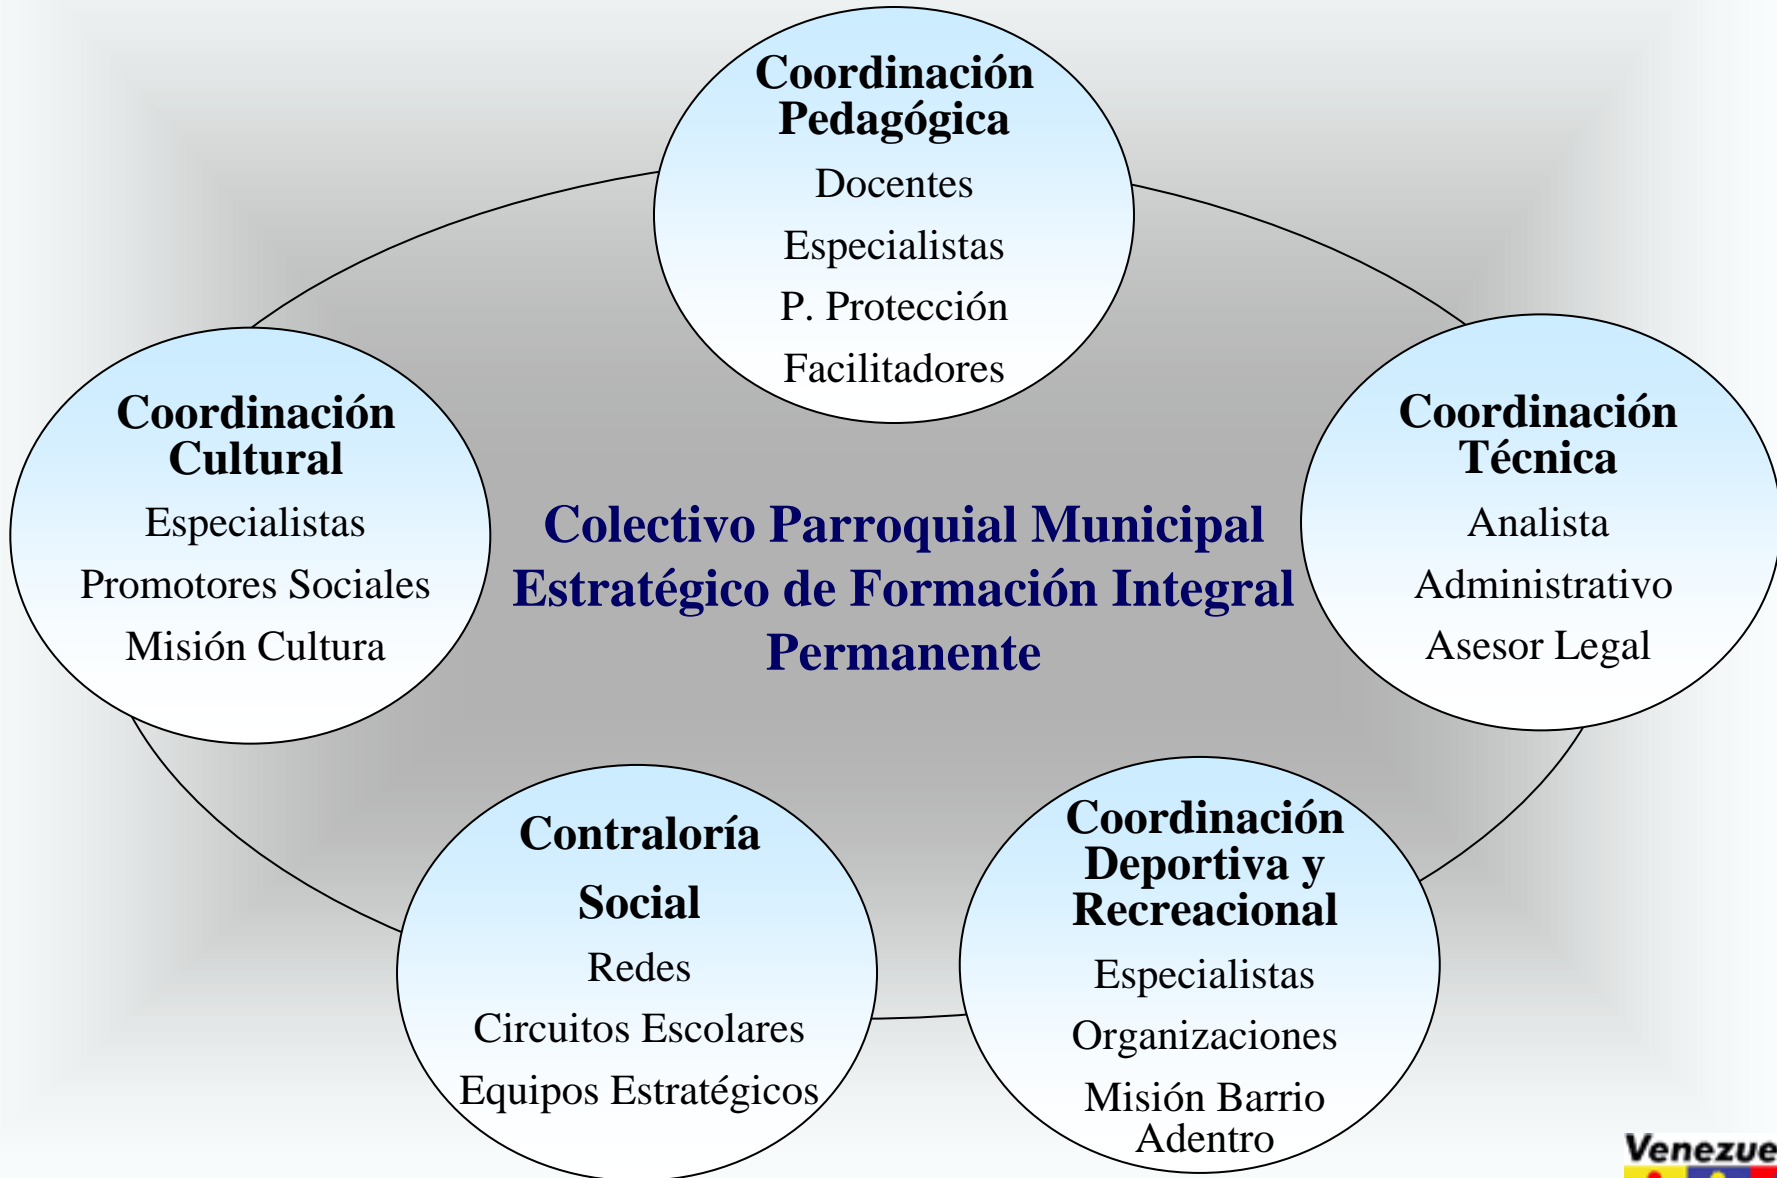 Coordinación
Pedagógica
Docentes
Especialistas
P. Protección
Facilitadores
Coordinación
Cultural
Especialistas
Promotores Sociales
Misión Cultura
Colectivo Parroquial Municipal
Estratégico de Formación Integral
Permanente
Coordinación
Técnica
Analista
Administrativo
Asesor Legal
Contraloría
Social
Redes
Circuitos Escolares
Equipos Estratégicos
Coordinación
Deportiva y
Recreacional
Especialistas
Organizaciones
Misión Barrio
Adentro
Venezue